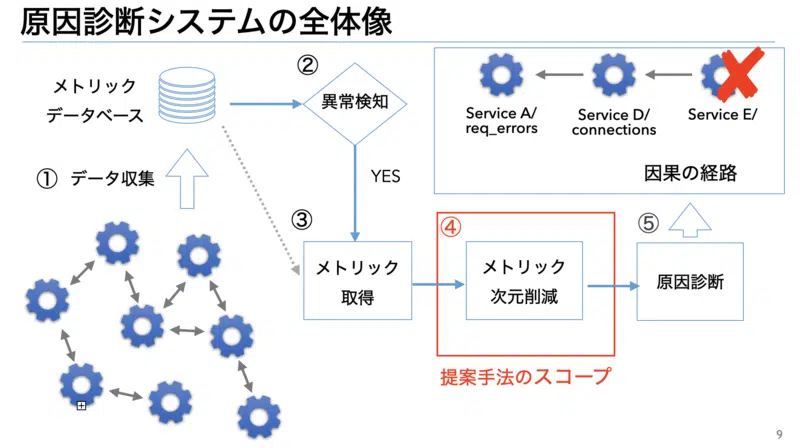 原因診断システムの全体像
メトリック
データベース
②
異常検知
Service A/
req_errors
Service D/
connections
Service E/
因果の経路
① データ収集
YES
③
メトリック
取得
④
メトリック
次元削減
⑤
原因診断
提案手法のスコープ
9